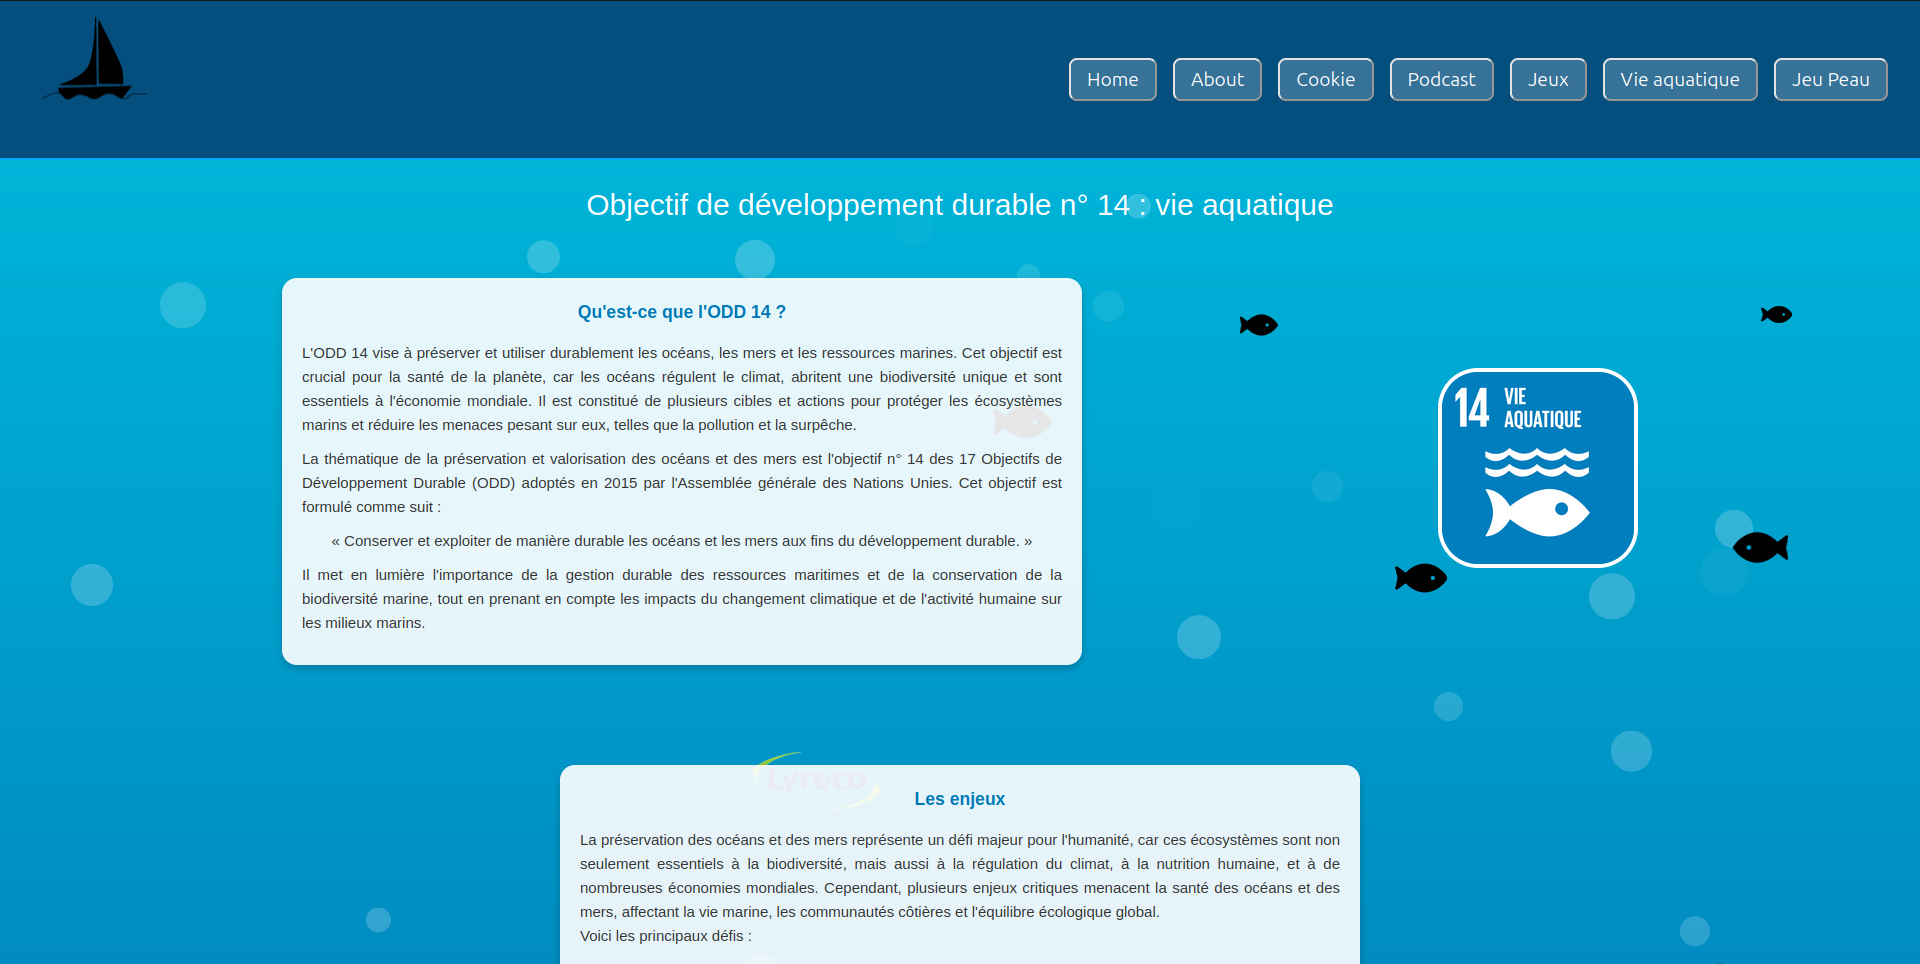 Home About Cookie Podcast Jeux Vie aquatique Jeu Peau
Objectif de développement durable n° 14 : vie aquatique
Qu'est-ce que l'ODD 14 ?
L'ODD 14 vise à préserver et utiliser durablement les océans, les mers et les ressources marines. Cet objectif est
crucial pour la santé de la planète, car les océans régulent le climat, abritent une biodiversité unique et sont
essentiels à l'économie mondiale. Il est constitué de plusieurs cibles et actions pour protéger les écosystèmes
marins et réduire les menaces pesant sur eux, telles que la pollution et la surpêche.
La thématique de la préservation et valorisation des océans et des mers est l'objectif n° 14 des 17 Objectifs de
Développement Durable (ODD) adoptés en 2015 par l'Assemblée générale des Nations Unies. Cet objectif est
formulé comme suit :
« Conserver et exploiter de manière durable les océans et les mers aux fins du développement durable. »
Il met en lumière l'importance de la gestion durable des ressources maritimes et de la conservation de la
biodiversité marine, tout en prenant en compte les impacts du changement climatique et de l'activité humaine sur
les milieux marins.
14 VIE
AQUATIQUE
Lyreco
Les enjeux
La préservation des océans et des mers représente un défi majeur pour l'humanité, car ces écosystèmes sont non
seulement essentiels à la biodiversité, mais aussi à la régulation du climat, à la nutrition humaine, et à de
nombreuses économies mondiales. Cependant, plusieurs enjeux critiques menacent la santé des océans et des
mers, affectant la vie marine, les communautés côtières et l'équilibre écologique global.
Voici les principaux défis :